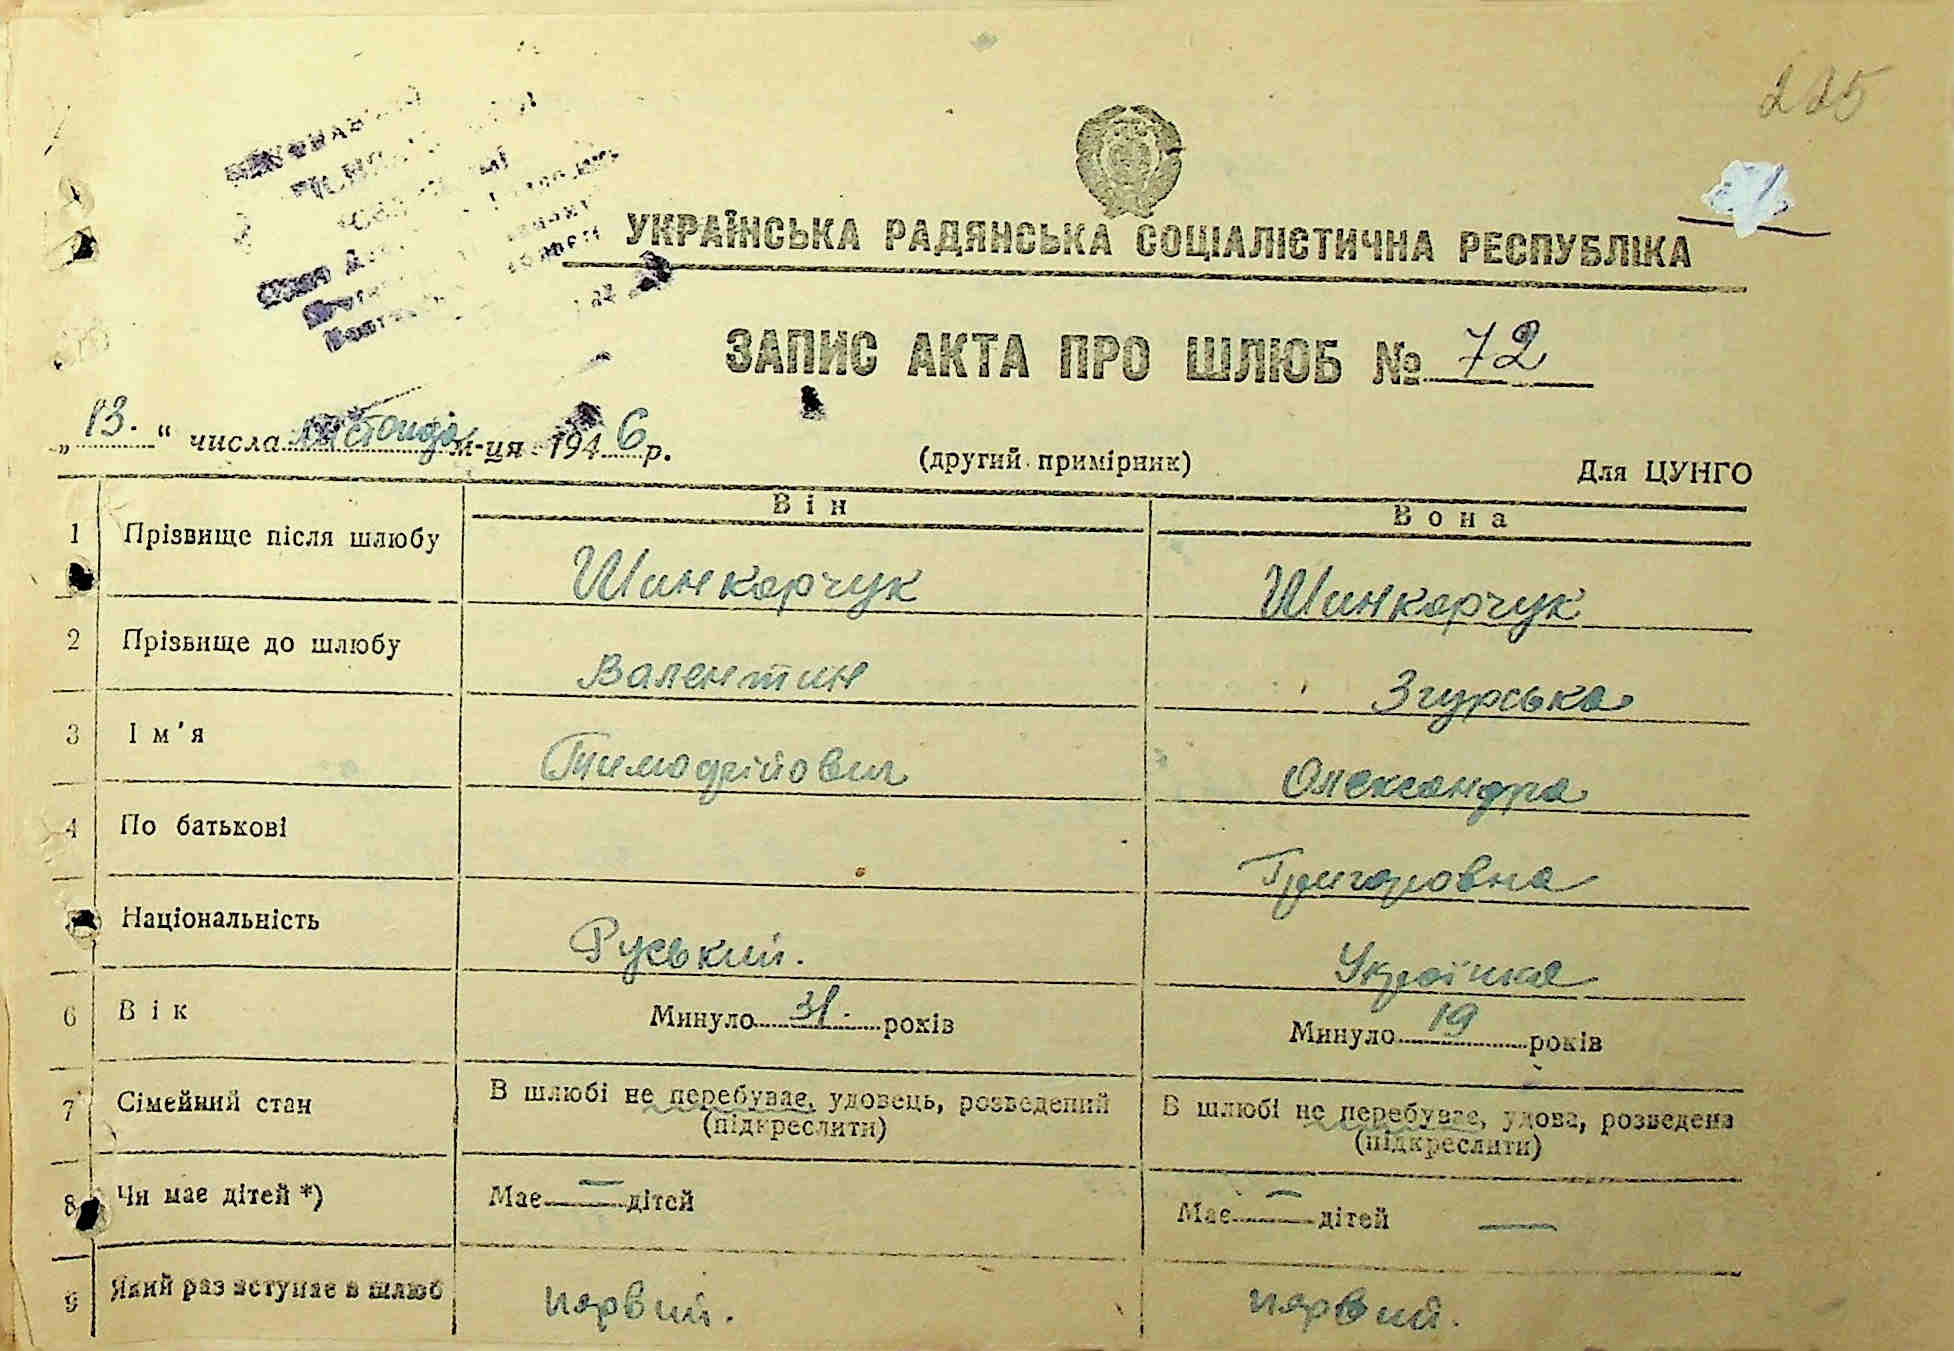 225
УКРАЇНСЬКА РАДЯНСЬКА СОЦІАЛІСТИЧНА РЕСПУБЛІКА
ЗАПИС АКТА ПРО ШЛЮБ № 72
„13.“ числа листопада м-ця 1946 р.
(другий примірник)
Для ЦУНГО
Він
Вона
1 Прізвище після шлюбу Шинкарчук Шинкарчук
2 Прізвище до шлюбу Валентин Згурська
3 Ім'я Тимофійович Олександра
4 По батькові Григоровна
Національність Руський. Українка
6 Вік Минуло 31. років Минуло 19 років
7 Сімейний стан В шлюбі не перебуває, удовець, розведений В шлюбі не перебуває, удова, розведена
(підкреслити) (підкреслити)
8 Чи має дітей *) Має — дітей Має — дітей —
9 Який раз вступає в шлюб первий. первий.